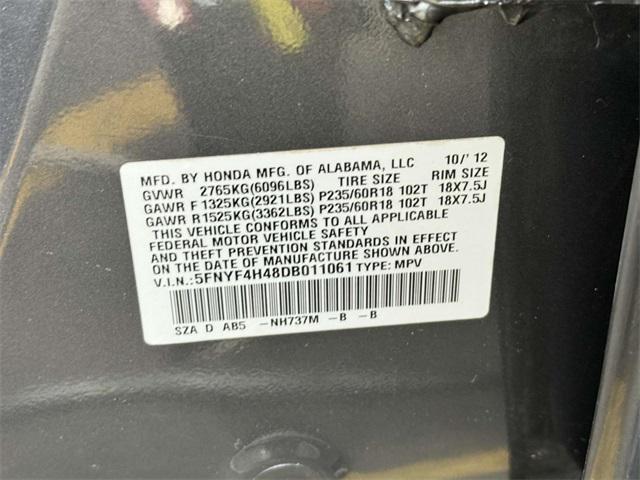 MFD. BY HONDA MFG. OF ALABAMA, LLC 10/'12
GVWR 2765KG(6096LBS) TIRE SIZE RIM SIZE
GAWR F 1325KG(2921LBS) P235/60R18 102T 18X7.5J
GAWR R1525KG(3362LBS) P235/60R18 102T 18X7.5J
THIS VEHICLE CONFORMS TO ALL APPLICABLE
FEDERAL MOTOR VEHICLE SAFETY
AND THEFT PREVENTION STANDARDS IN EFFECT
ON THE DATE OF MANUFACTURE SHOWN ABOVE.
V.I.N.:5FNYF4H48DB011061 TYPE: MPV
SZA D AB5 -NH737M -B -B